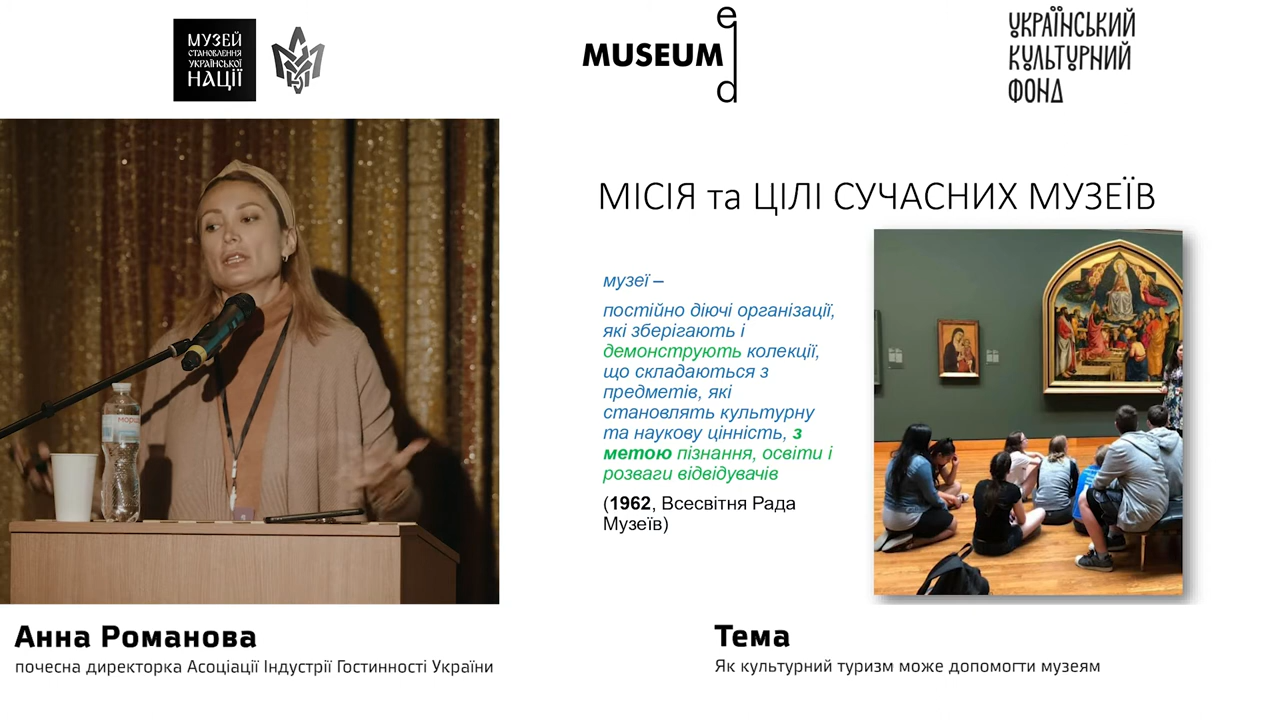 МУЗЕЙ
СТАНОВЛЕННЯ
УКРАЇНСЬКОЇ
НАЦІЇ
MUSEUM
ed
УКРАЇНСЬКИЙ
КУЛЬТУРНИЙ
ФОНД
МІСІЯ та ЦІЛІ СУЧАСНИХ МУЗЕЇВ
музеї –
постійно діючі організації,
які зберігають і
демонструють колекції,
що складаються з
предметів, які
становлять культурну
та наукову цінність, з
метою пізнання, освіти і
розваги відвідувачів
(1962, Всесвітня Рада
Музеїв)
Анна Романова
почесна директорка Асоціації Індустрії Гостинності України
Тема
Як культурний туризм може допомогти музеям